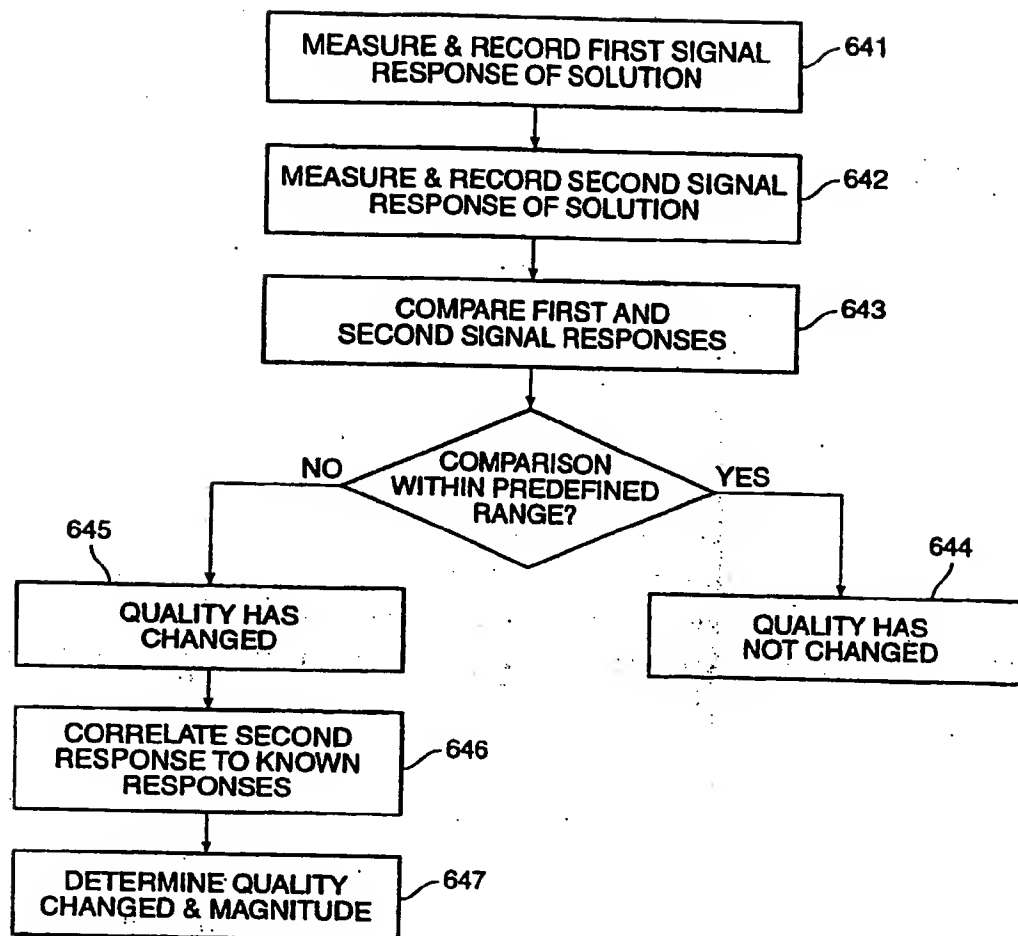 MEASURE & RECORD FIRST SIGNAL
RESPONSE OF SOLUTION
641
MEASURE & RECORD SECOND SIGNAL
RESPONSE OF SOLUTION
642
COMPARE FIRST AND
SECOND SIGNAL RESPONSES
643
COMPARISON
WITHIN PREDEFINED
RANGE?
NO
YES
645
QUALITY HAS
CHANGED
644
QUALITY HAS
NOT CHANGED
CORRELATE SECOND
RESPONSE TO KNOWN
RESPONSES
646
DETERMINE QUALITY
CHANGED & MAGNITUDE
647